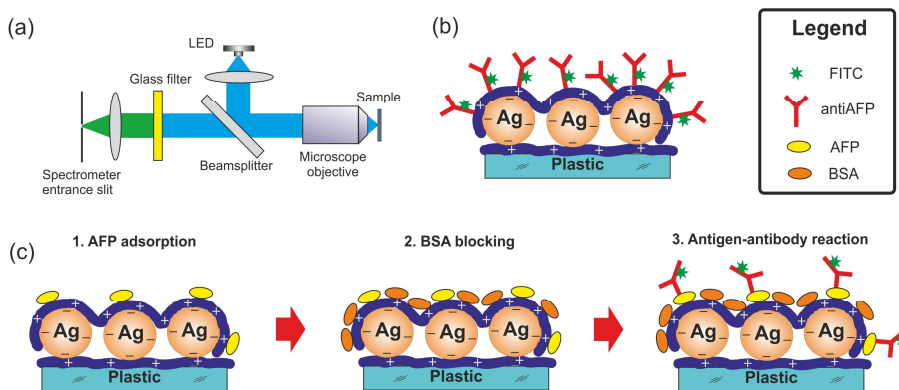 (a)
LED
Glass filter
Sample
Spectrometer
entrance slit
Beamsplitter
Microscope
objective
(b)
Ag
Ag
Ag
Plastic
Legend
FITC
antiAFP
AFP
BSA
(c)
1. AFP adsorption
2. BSA blocking
3. Antigen-antibody reaction
Ag
Ag
Ag
Plastic
Ag
Ag
Ag
Plastic
Ag
Ag
Ag
Plastic